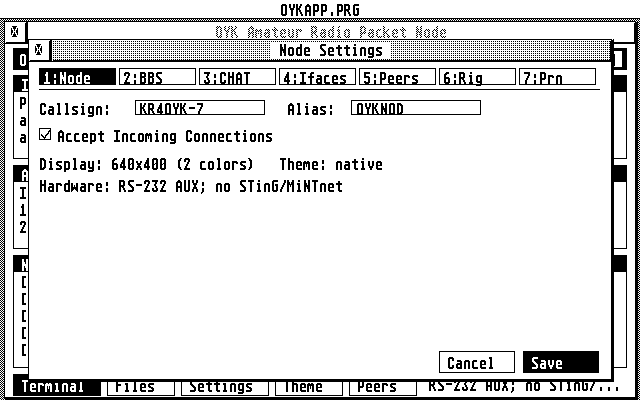 OYKAPP.PRG
OYK Amateur Radio Packet Node
Node Settings
1:Node 2:BBS 3:CHAT 4:Ifaces 5:Peers 6:Rig 7:Prn
Callsign: KR4OYK-7 Alias: OYKNOD
Accept Incoming Connections
Display: 640x400 (2 colors) Theme: native
Hardware: RS-232 AUX; no STinG/MiNTnet
Cancel Save
Terminal Files Settings Theme Peers RS-232 AUX; no STinG/...